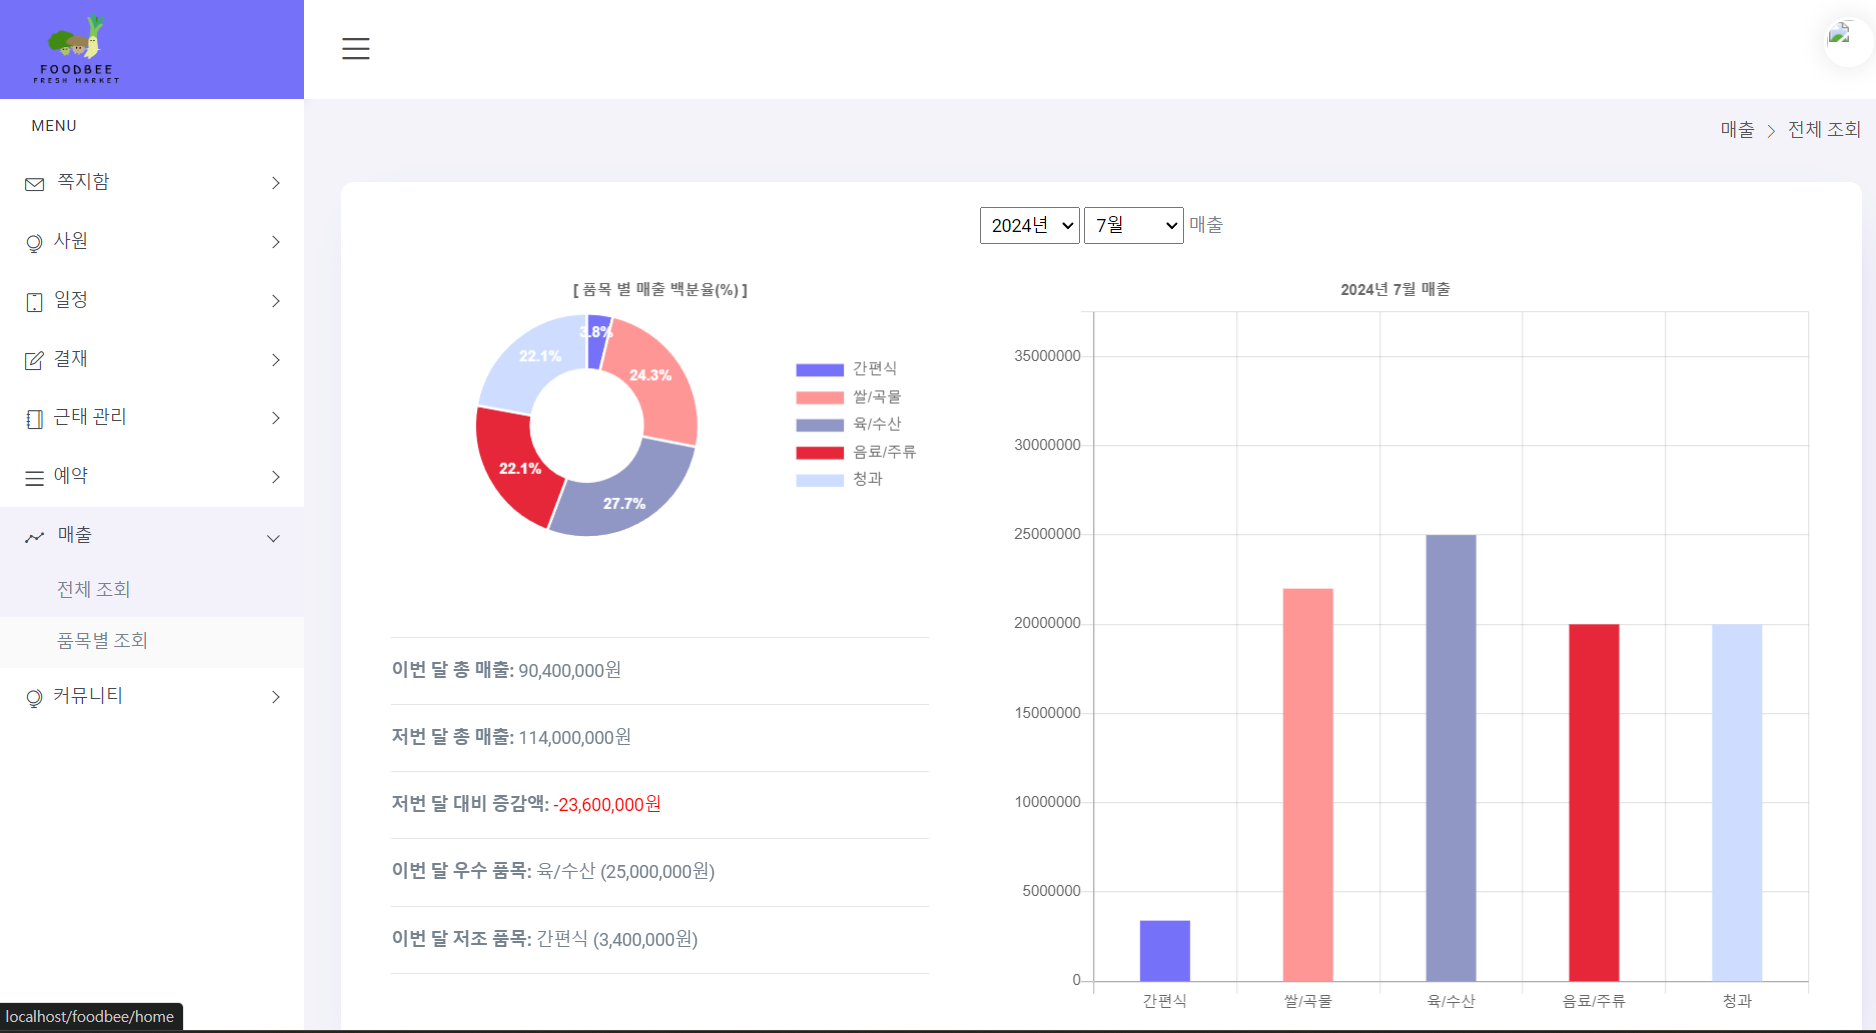 FOODBEE
FRESH MARKET
MENU
쪽지함
사원
일정
결재
근태 관리
예약
매출
전체 조회
품목별 조회
커뮤니티
매출 > 전체 조회
2024년 7월 매출
[ 품목 별 매출 백분율(%) ]
3.8%
24.3%
27.7%
22.1%
22.1%
간편식
쌀/곡물
육/수산
음료/주류
청과
이번 달 총 매출: 90,400,000원
저번 달 총 매출: 114,000,000원
저번 달 대비 증감액: -23,600,000원
이번 달 우수 품목: 육/수산 (25,000,000원)
이번 달 저조 품목: 간편식 (3,400,000원)
2024년 7월 매출
35000000
30000000
25000000
20000000
15000000
10000000
5000000
0
간편식 쌀/곡물 육/수산 음료/주류 청과
localhost/foodbee/home